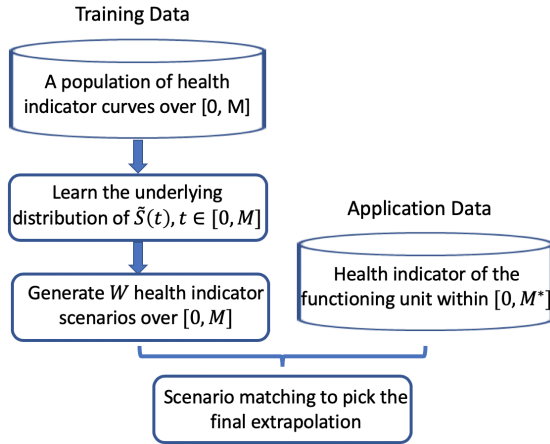 Training Data
A population of health
indicator curves over [0, M]
Learn the underlying
distribution of S̃(t), t ∈ [0, M]
Generate W health indicator
scenarios over [0, M]
Application Data
Health indicator of the
functioning unit within [0, M*]
Scenario matching to pick the
final extrapolation